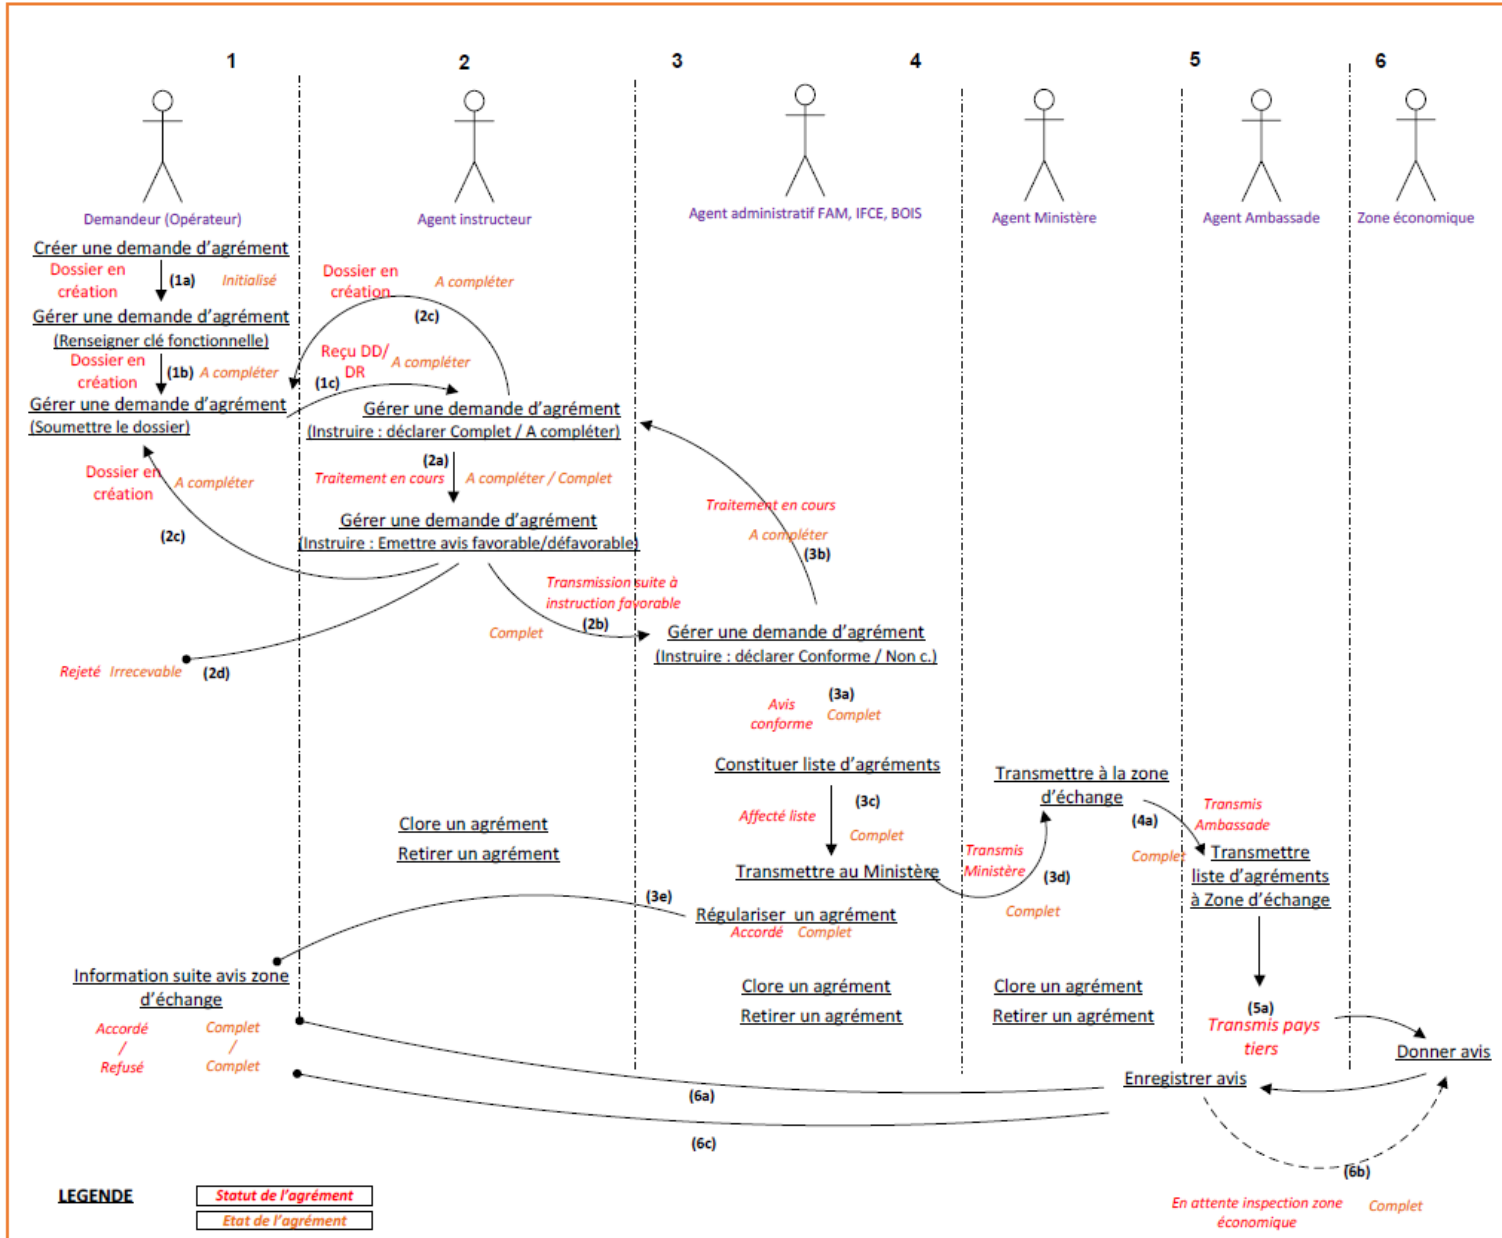 1
2
3
4
5
6
Demandeur (Opérateur)
Agent instructeur
Agent administratif FAM, IFCE, BOIS
Agent Ministère
Agent Ambassade
Zone économique
Créer une demande d'agrément
Dossier en
création
(1a)
Initialisé
Gérer une demande d'agrément
(Renseigner clé fonctionnelle)
Dossier en
création
(1b)
A compléter
Gérer une demande d'agrément
(Soumettre le dossier)
Dossier en
création
A compléter
(2c)
Reçu DD/
DR
A compléter
(1c)
Gérer une demande d'agrément
(Instruire : déclarer Complet / A compléter)
(2a)
Traitement en cours
A compléter / Complet
Gérer une demande d'agrément
(Instruire : Emettre avis favorable/défavorable)
Dossier en
création
A compléter
(2c)
Traitement en cours
A compléter
(3b)
Transmission suite à
instruction favorable
(2b)
Complet
Rejeté
Irrecevable
(2d)
Gérer une demande d'agrément
(Instruire : déclarer Conforme / Non c.)
(3a)
Avis
conforme
Complet
Constituer liste d'agréments
(3c)
Affecté liste
Complet
Transmettre au Ministère
Transmis
Ministère
(3d)
Complet
Transmettre à la zone
d'échange
(4a)
Transmis
Ambassade
Complet
Transmettre
liste d'agréments
à Zone d'échange
Clore un agrément
Retirer un agrément
(3e)
Régulariser un agrément
Accordé
Complet
Information suite avis zone
d'échange
Accordé
/
Refusé
Complet
/
Complet
Clore un agrément
Retirer un agrément
Clore un agrément
Retirer un agrément
(5a)
Transmis pays
tiers
Donner avis
Enregistrer avis
(6a)
(6c)
(6b)
En attente inspection zone
économique
Complet
LEGENDE
Statut de l'agrément
Etat de l'agrément